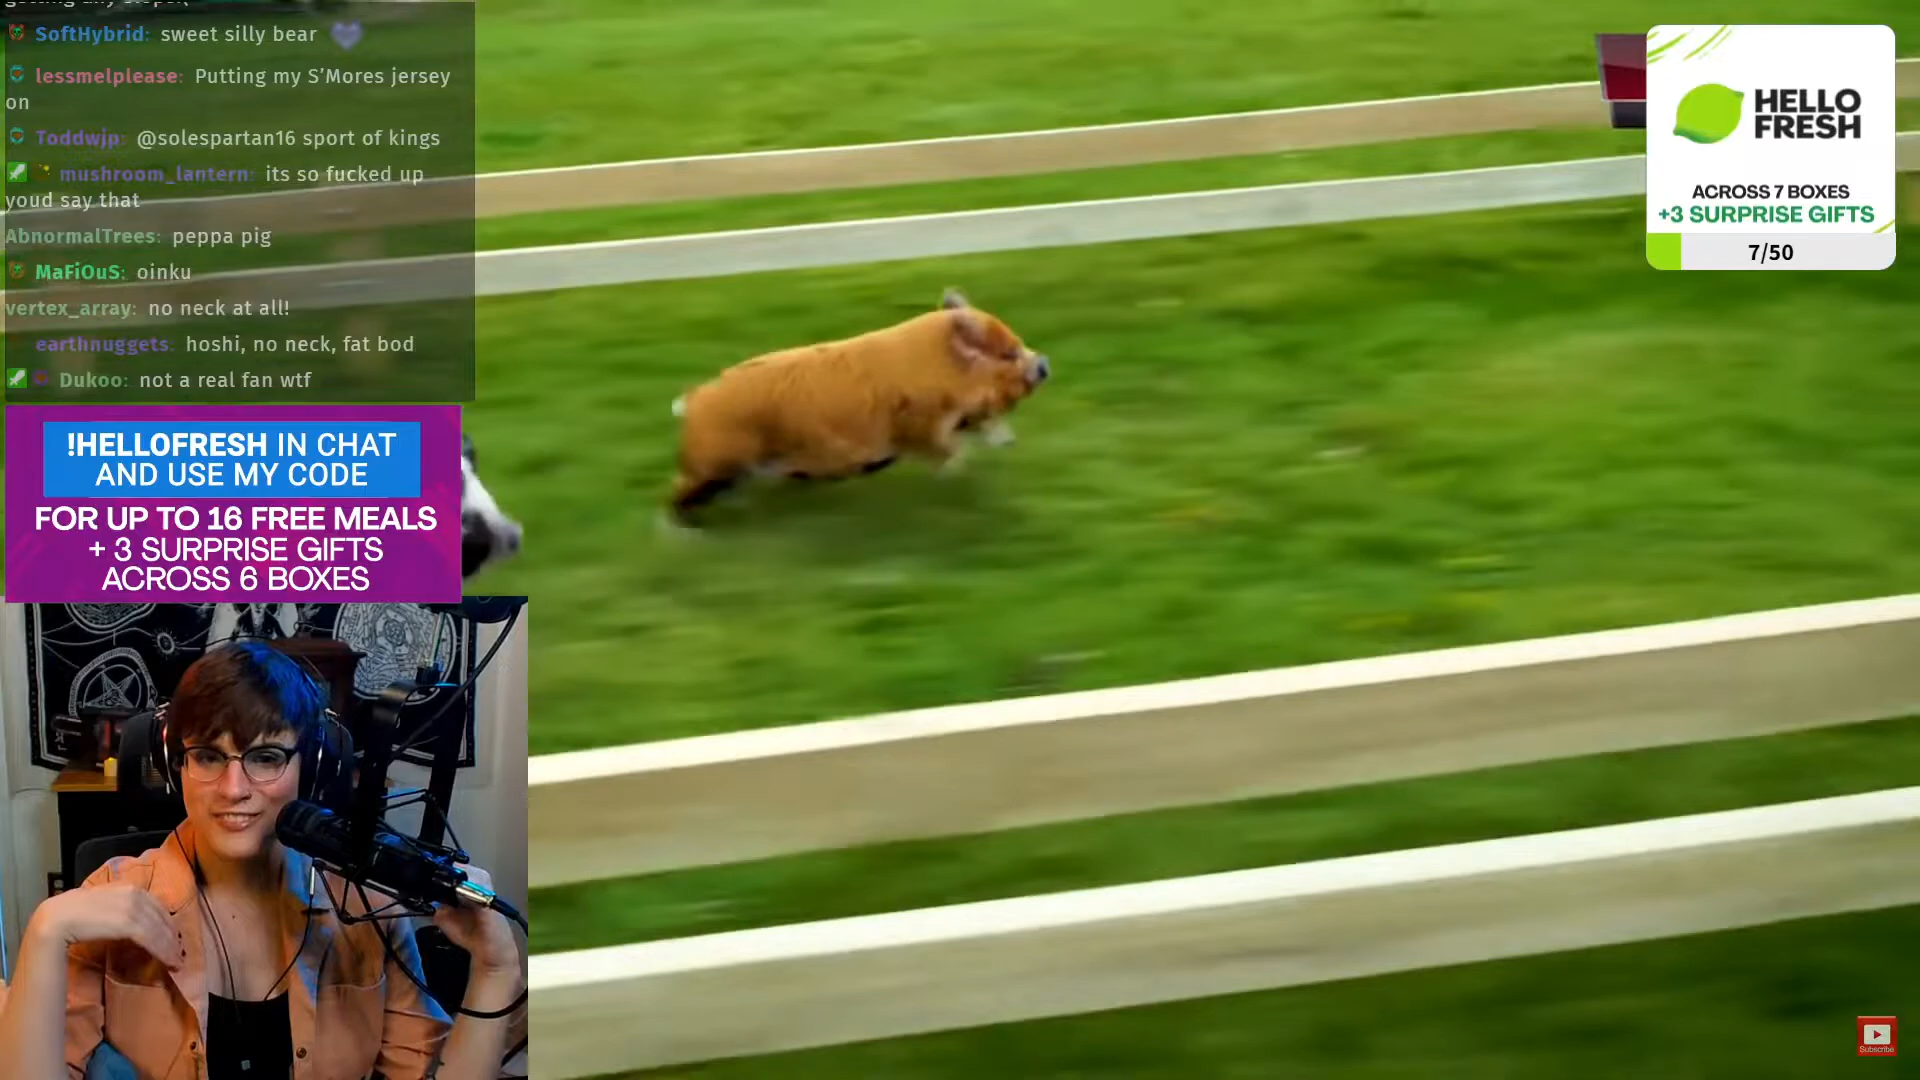 SoftHybrid: sweet silly bear
lessmelplease: Putting my S’Mores jersey
on
Toddwjp: @solespartan16 sport of kings
mushroom_lantern: its so fucked up
youd say that
AbnormalTrees: peppa pig
MaFiOuS: oinku
vertex_array: no neck at all!
earthnuggets: hoshi, no neck, fat bod
Dukoo: not a real fan wtf
!HELLOFRESH IN CHAT
AND USE MY CODE
FOR UP TO 16 FREE MEALS
+ 3 SURPRISE GIFTS
ACROSS 6 BOXES
HELLO
FRESH
ACROSS 7 BOXES
+3 SURPRISE GIFTS
7/50
Subscribe